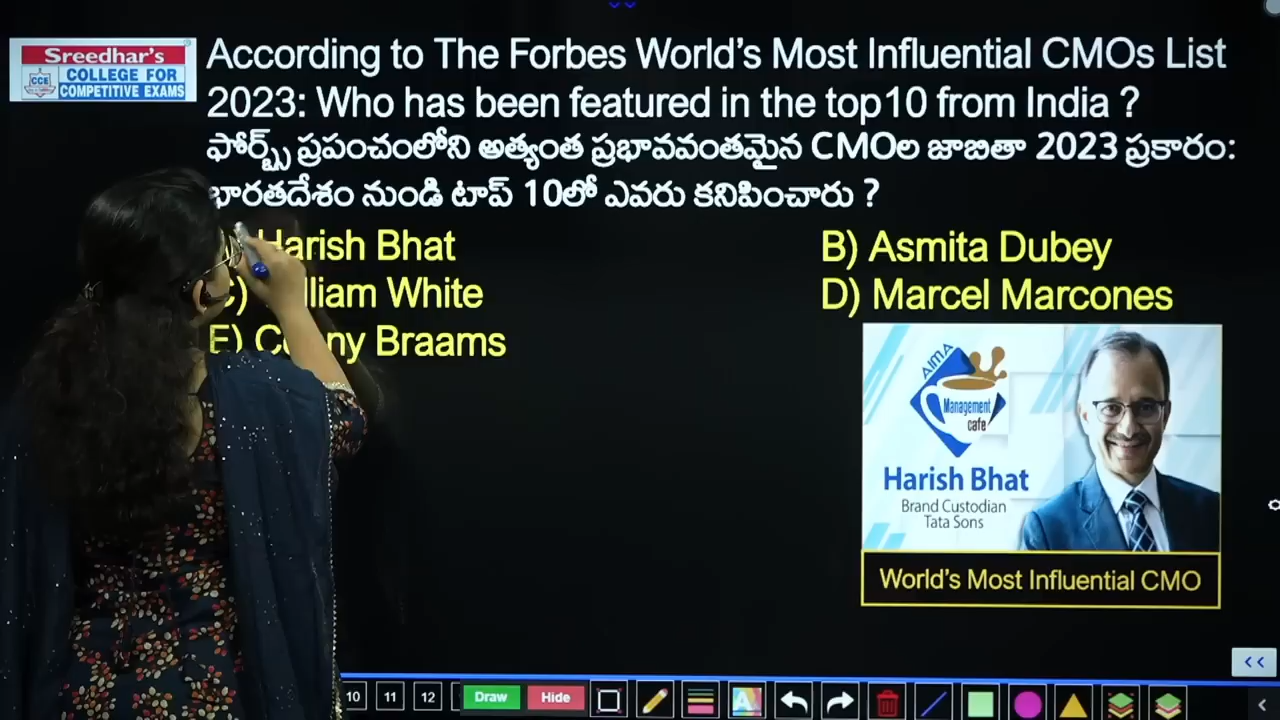 Sreedhar's
CCE
COLLEGE FOR
COMPETITIVE EXAMS
According to The Forbes World's Most Influential CMOs List
2023: Who has been featured in the top10 from India ?
ఫోర్బ్స్ ప్రపంచంలోని అత్యంత ప్రభావవంతమైన CMOల జాబితా 2023 ప్రకారం:
భారతదేశం నుండి టాప్ 10లో ఎవరు కనిపించారు ?
Harish Bhat
B) Asmita Dubey
C) White
D) Marcel Marcones
E) Braams
AIMA
Management
cafe
Harish Bhat
Brand Custodian
Tata Sons
World's Most Influential CMO
10 11 12 Draw Hide